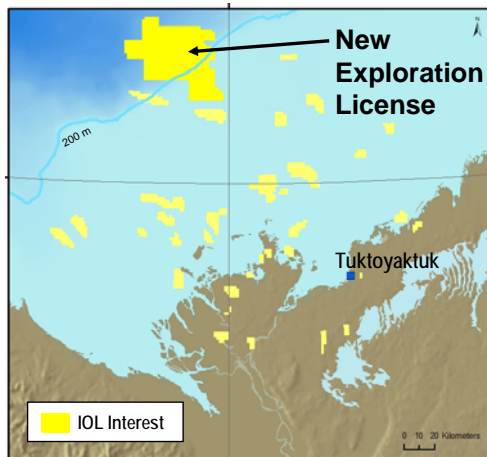 N
New
Exploration
License
200 m
Tuktoyaktuk
IOL Interest
0 10 20 Kilometers